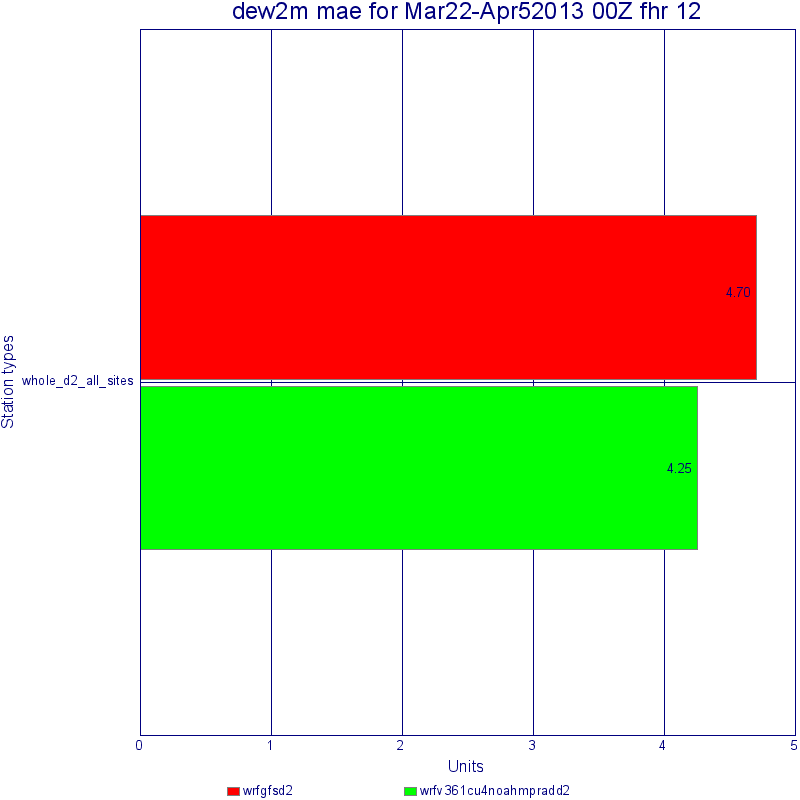 dew2m mae for Mar22-Apr52013 00Z fhr 12
4.70
Station types
whole_d2_all_sites
4.25
0 1 2 3 4 5
Units
wrfgfsd2 wrfv361cu4noahmpradd2